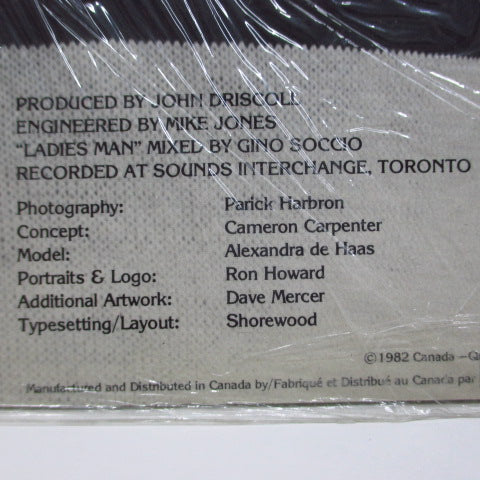 PRODUCED BY JOHN DRISCOLL
ENGINEERED BY MIKE JONES
"LADIES MAN" MIXED BY GINO SOCCIO
RECORDED AT SOUNDS INTERCHANGE, TORONTO
Photography: Parick Harbron
Concept: Cameron Carpenter
Model: Alexandra de Haas
Portraits & Logo: Ron Howard
Additional Artwork: Dave Mercer
Typesetting/Layout: Shorewood
©1982 Canada –Qu
Manufactured and Distributed in Canada by/Fabriqué et Distribué au Canada par